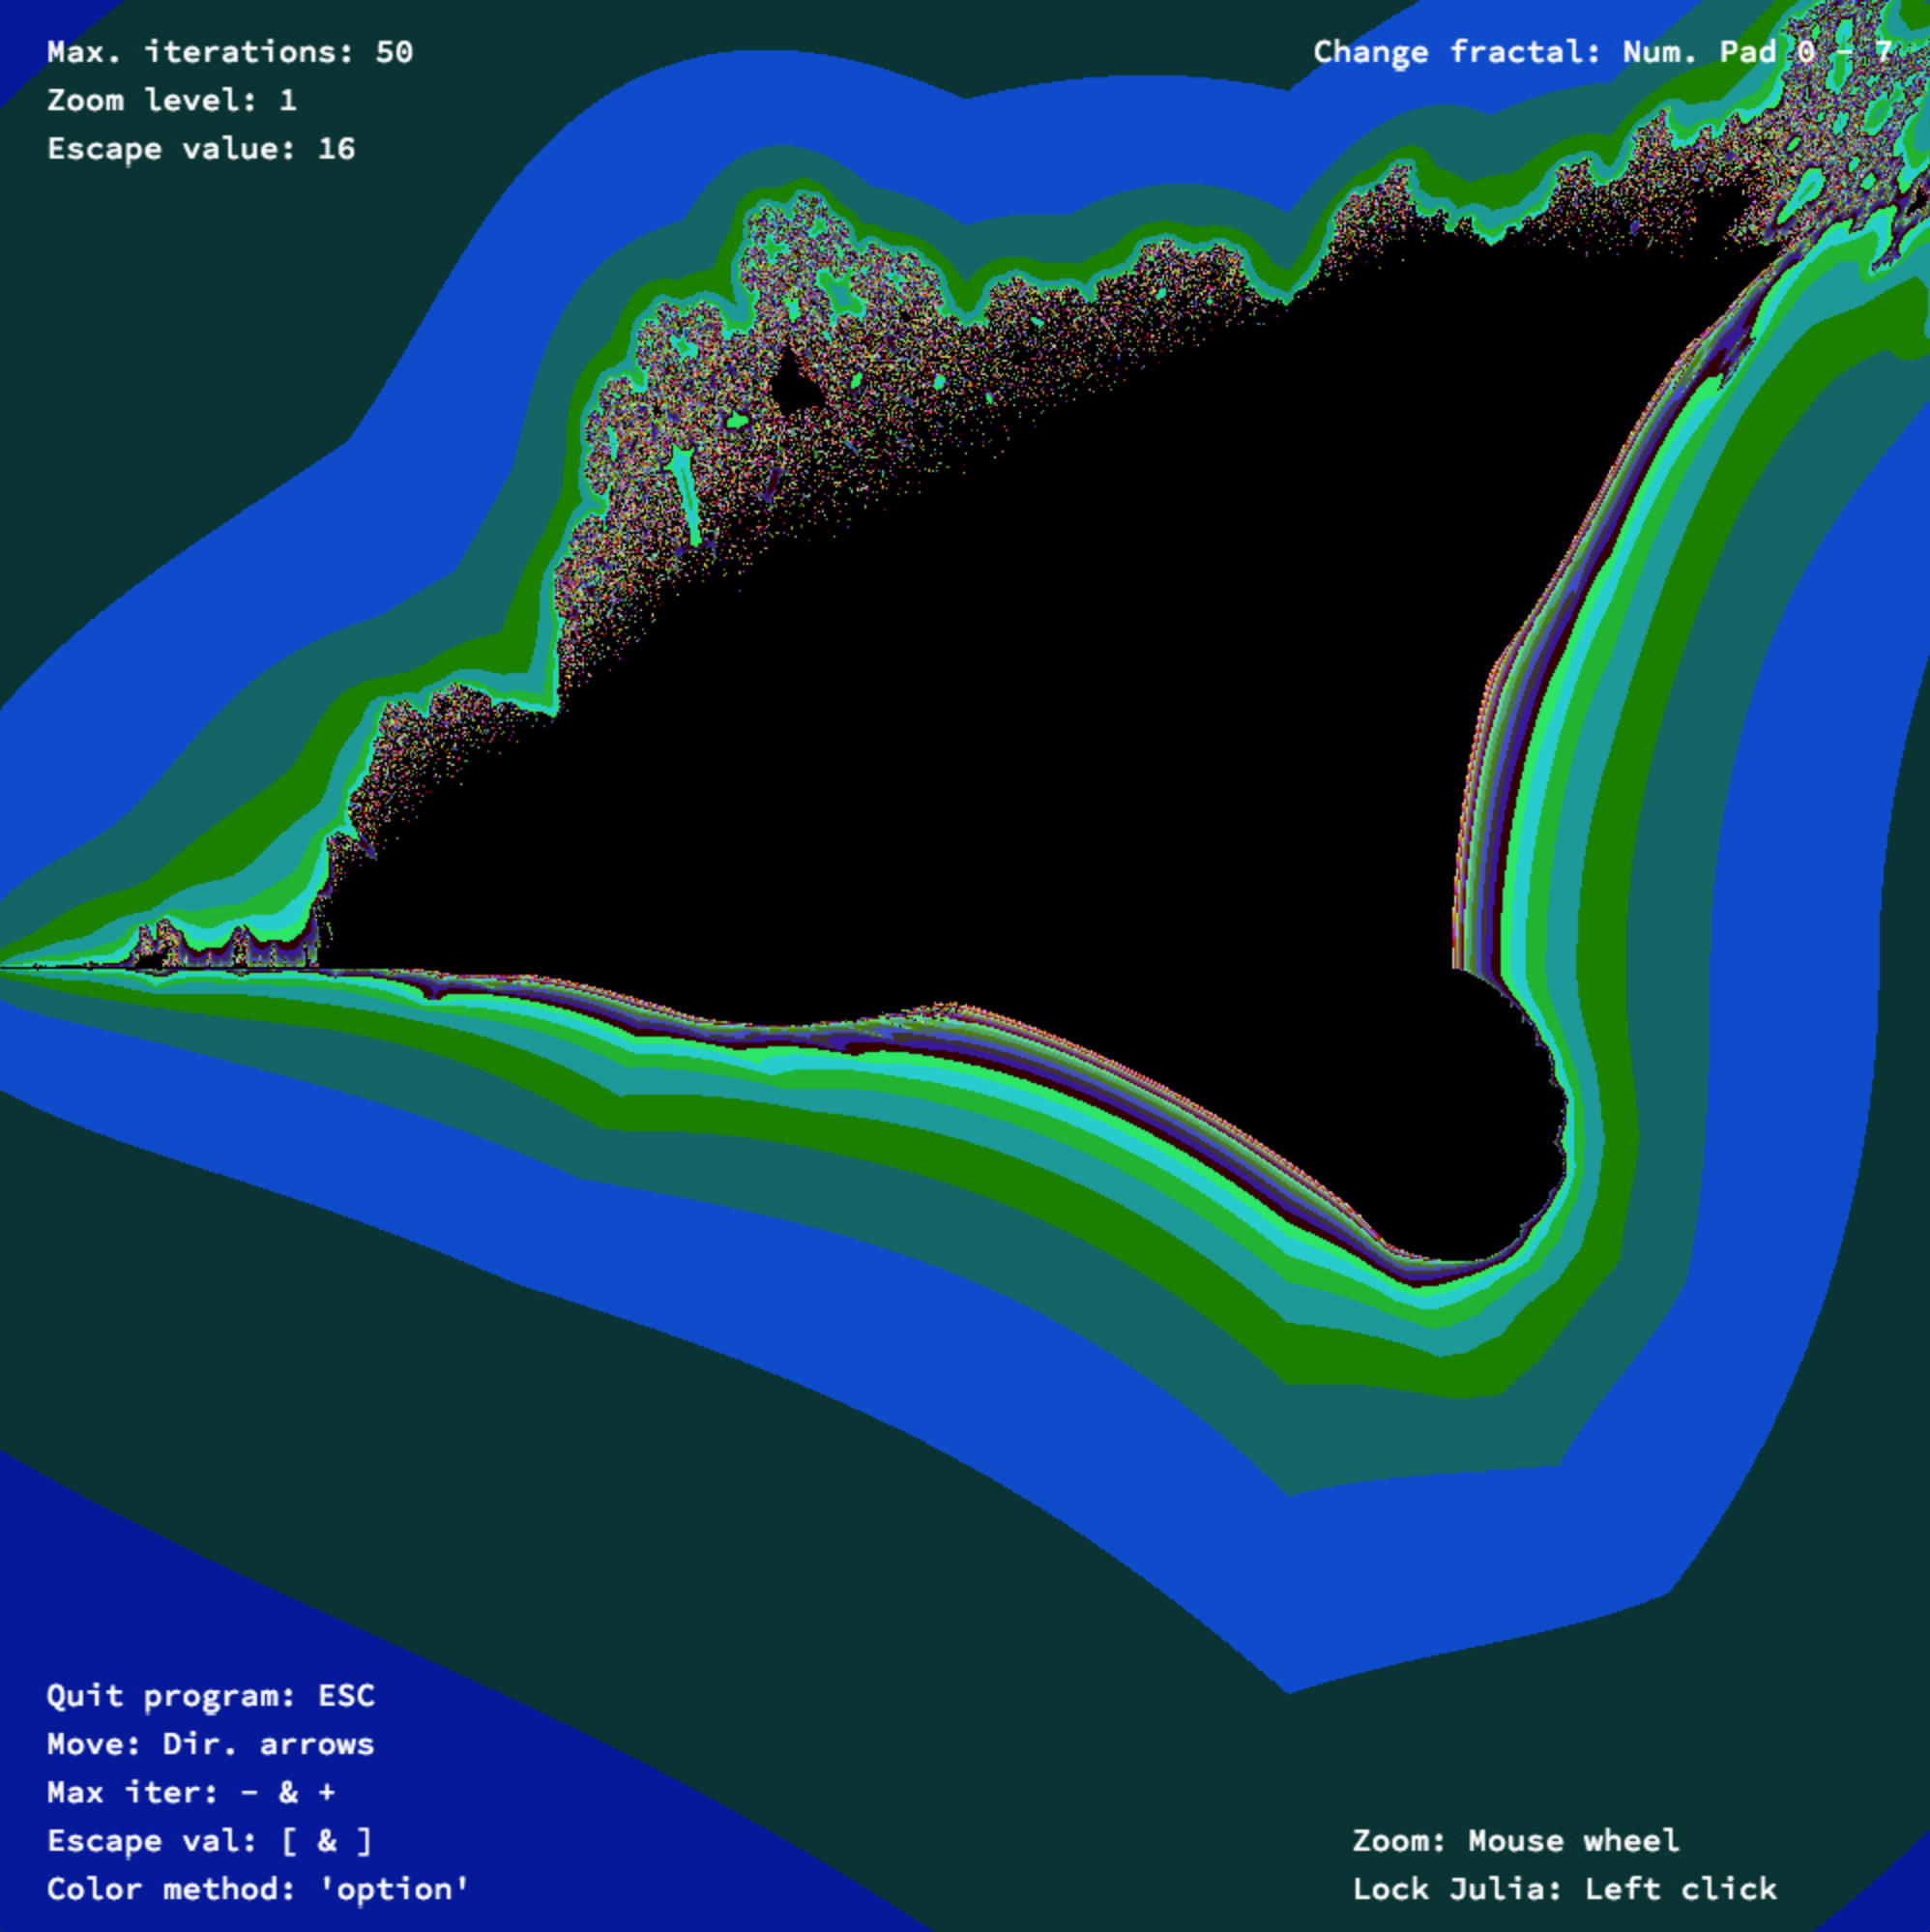 Max. iterations: 50
Change fractal: Num. Pad 0 - 7
Zoom level: 1
Escape value: 16
Quit program: ESC
Move: Dir. arrows
Max iter: - & +
Escape val: [ & ]
Zoom: Mouse wheel
Color method: 'option'
Lock Julia: Left click